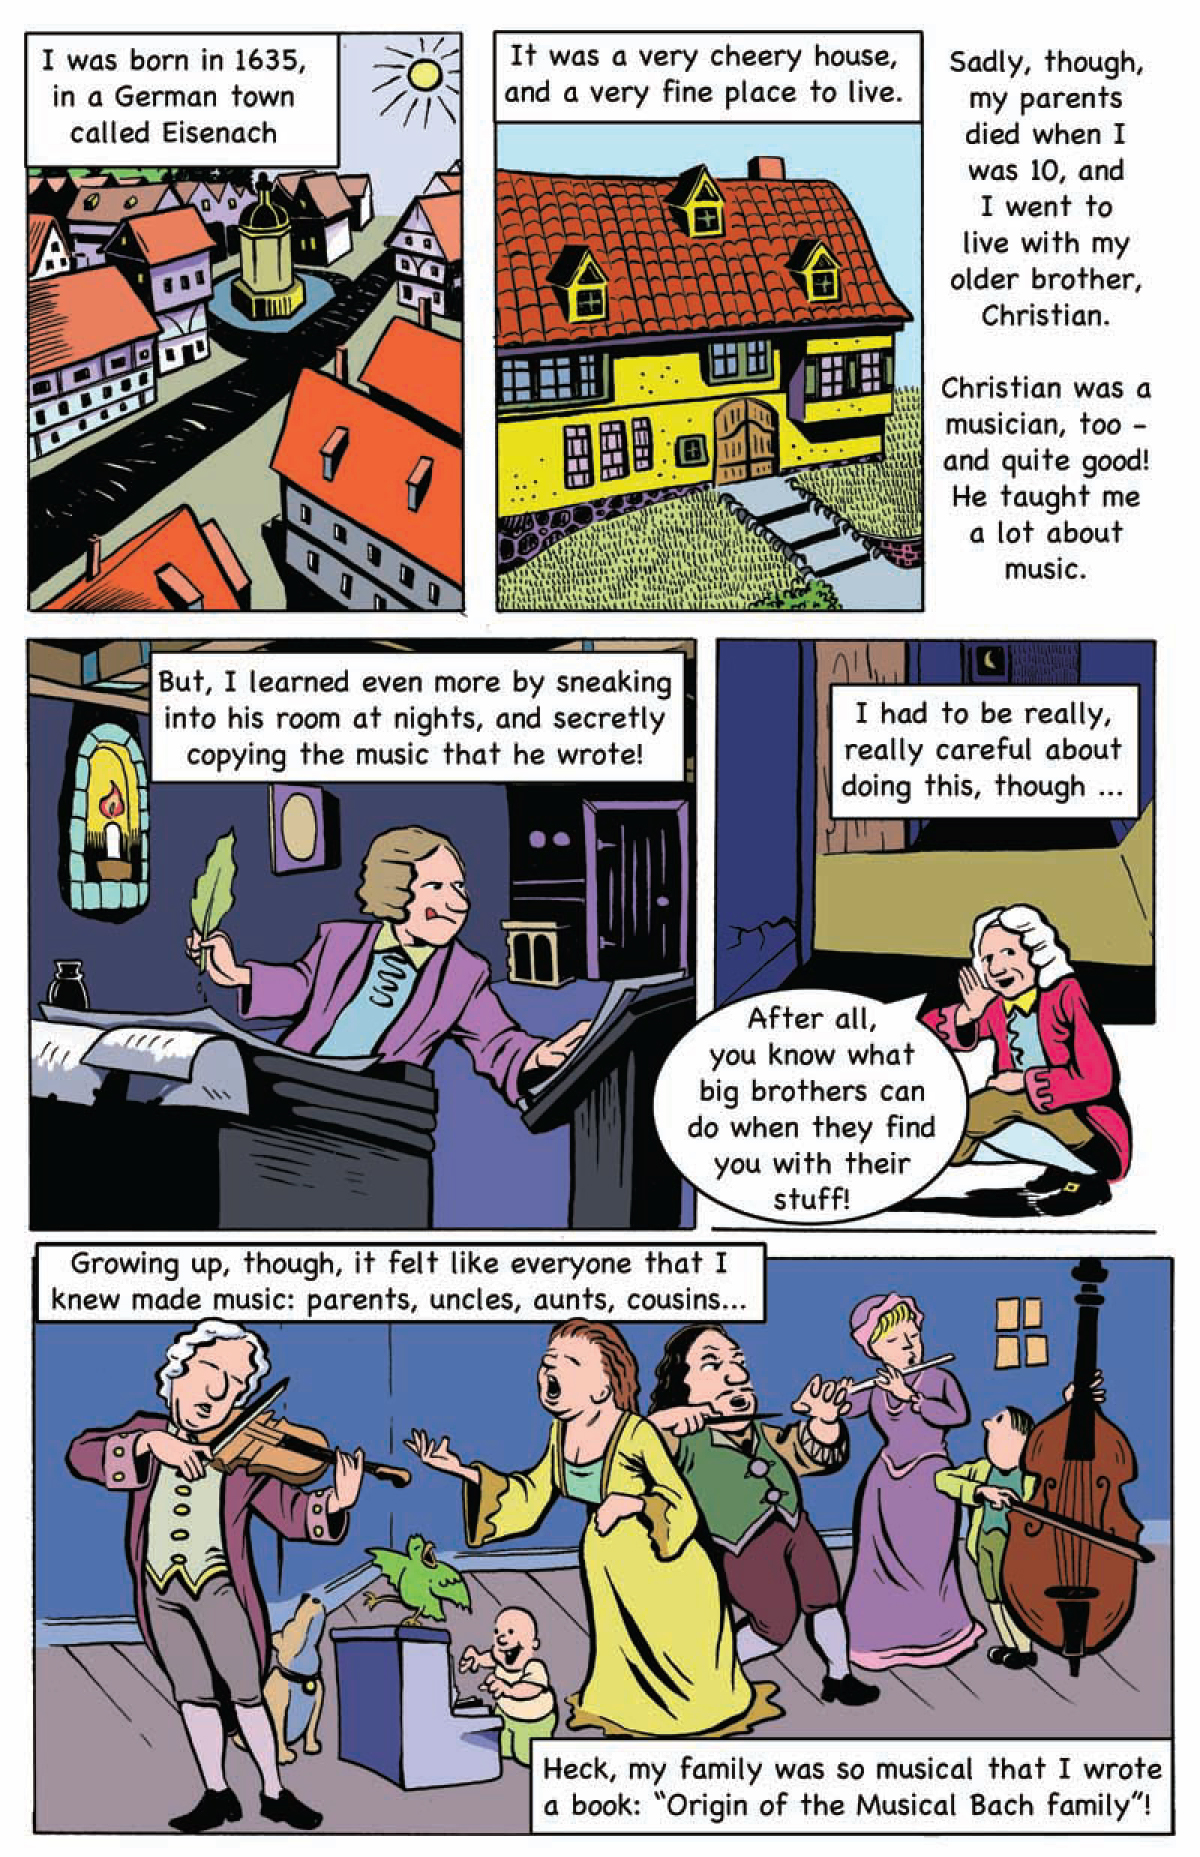 I was born in 1635,
in a German town
called Eisenach
It was a very cheery house,
and a very fine place to live.
Sadly, though,
my parents
died when I
was 10, and
I went to
live with my
older brother,
Christian.
Christian was a
musician, too –
and quite good!
He taught me
a lot about
music.
But, I learned even more by sneaking
into his room at nights, and secretly
copying the music that he wrote!
I had to be really,
really careful about
doing this, though ...
After all,
you know what
big brothers can
do when they find
you with their
stuff!
Growing up, though, it felt like everyone that I
knew made music: parents, uncles, aunts, cousins...
Heck, my family was so musical that I wrote
a book: “Origin of the Musical Bach family”!